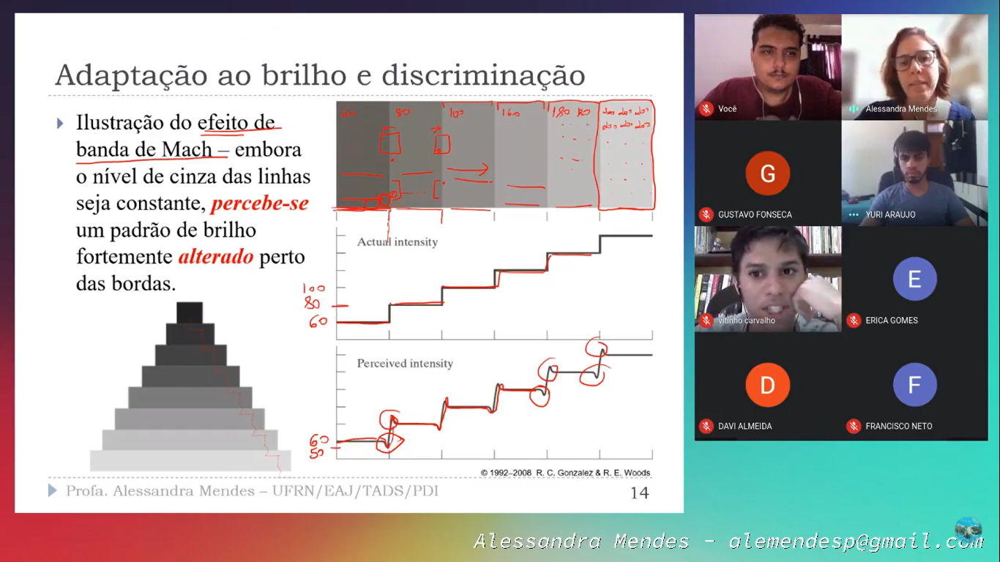 Adaptação ao brilho e discriminação
Ilustração do efeito de
banda de Mach – embora
o nível de cinza das linhas
seja constante, percebe-se
um padrão de brilho
fortemente alterado perto
das bordas.
60 80 100 160 180 180 200 200 200
200 200 200
Actual intensity
100
80
60
Perceived intensity
60
50
© 1992–2008 R. C. Gonzalez & R. E. Woods
Profa. Alessandra Mendes – UFRN/EAJ/TADS/PDI
14
Você
Alessandra Mendes
GUSTAVO FONSECA
G
YURI ARAUJO
vitinho carvalho
E
ERICA GOMES
D
DAVI ALMEIDA
F
FRANCISCO NETO
Alessandra Mendes - alemendesp@gmail.com